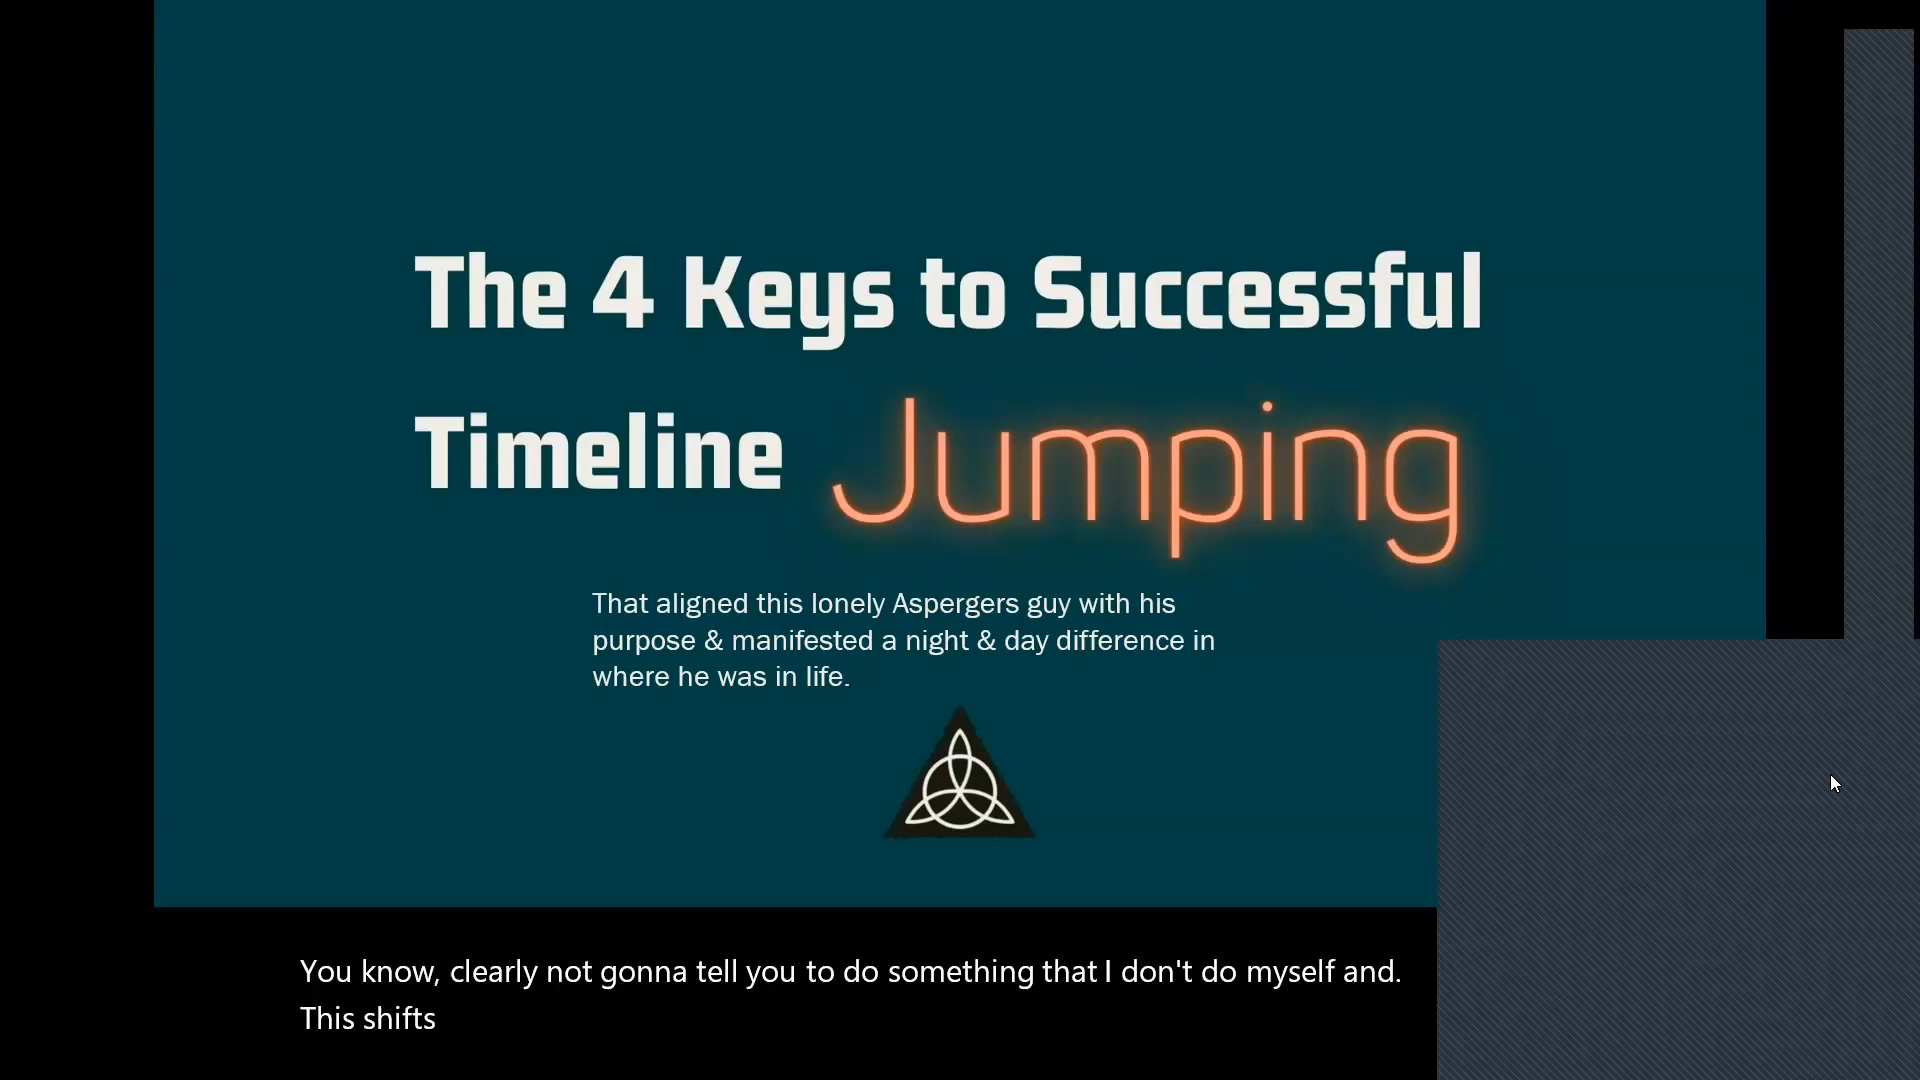 The 4 Keys to Successful
Timeline Jumping
That aligned this lonely Aspergers guy with his
purpose & manifested a night & day difference in
where he was in life.
You know, clearly not gonna tell you to do something that I don't do myself and.
This shifts